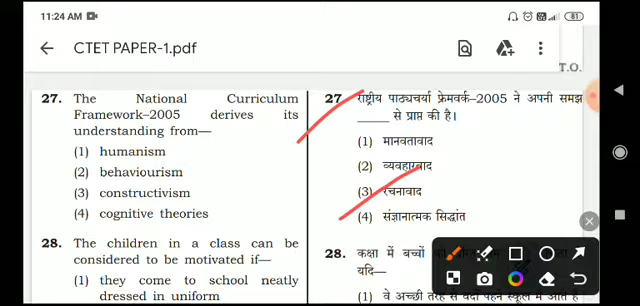 11:24 AM
81
CTET PAPER-1.pdf
T.O.
27. The National Curriculum
Framework–2005 derives its
understanding from—
(1) humanism
(2) behaviourism
(3) constructivism
(4) cognitive theories
28. The children in a class can be
considered to be motivated if—
(1) they come to school neatly
dressed in uniform
27. राष्ट्रीय पाठ्यचर्या फ्रेमवर्क–2005 ने अपनी समझ
_____ से प्राप्त की है।
(1) मानवतावाद
(2) व्यवहारवाद
(3) रचनावाद
(4) संज्ञानात्मक सिद्धांत
28. कक्षा में बच्चों
यदि—
(1) वे अच्छी तरह से वर्दी पहने स्कूल में आते हैं